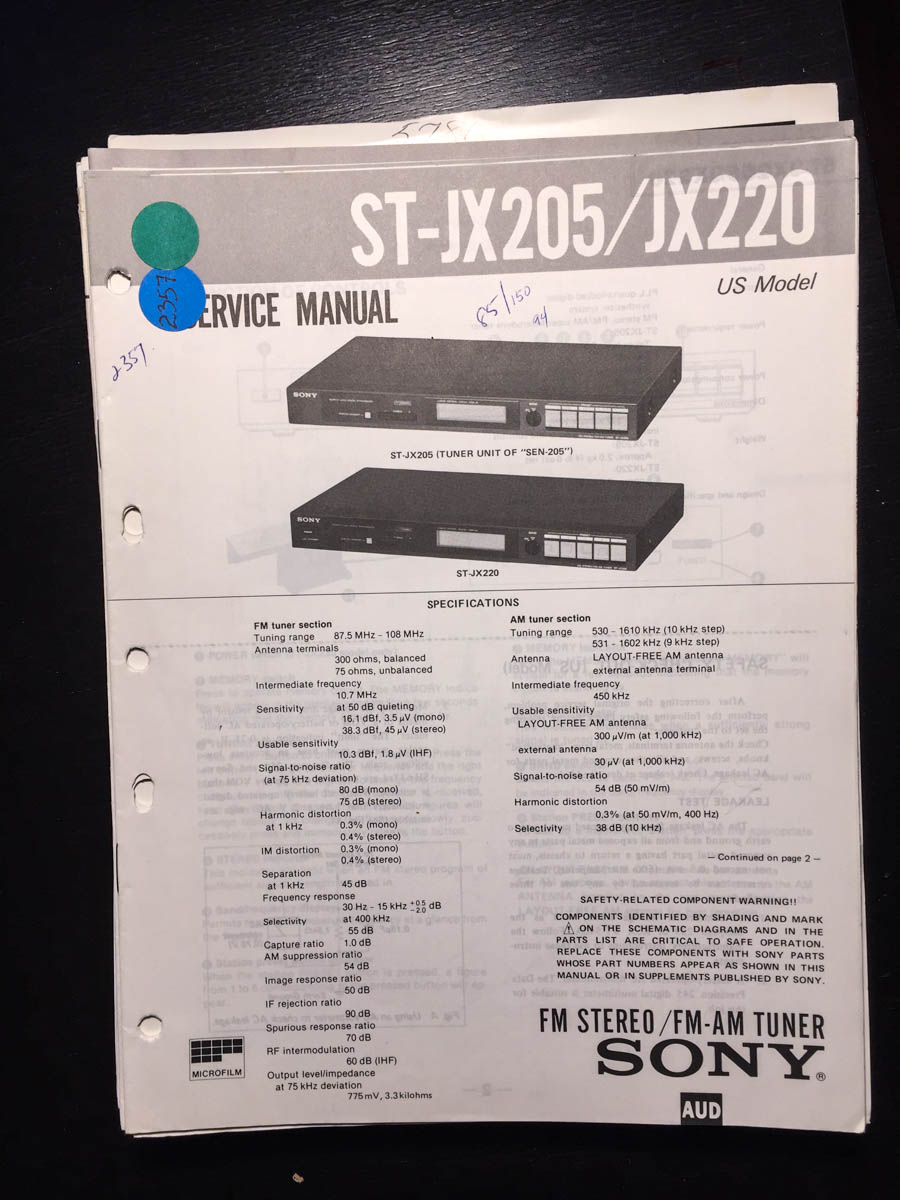 ST-JX205/JX220
US Model
SERVICE MANUAL
2357
2357.
85/150
94
SONY
ST-JX205 (TUNER UNIT OF "SEN-205")
SONY
ST-JX220
SPECIFICATIONS
FM tuner section
Tuning range 87.5 MHz - 108 MHz
Antenna terminals
300 ohms, balanced
75 ohms, unbalanced
Intermediate frequency
10.7 MHz
Sensitivity at 50 dB quieting
16.1 dBf, 3.5 µV (mono)
38.3 dBf, 45 µV (stereo)
Usable sensitivity
10.3 dBf, 1.8 µV (IHF)
Signal-to-noise ratio
(at 75 kHz deviation)
80 dB (mono)
75 dB (stereo)
Harmonic distortion
at 1 kHz 0.3% (mono)
0.4% (stereo)
IM distortion 0.3% (mono)
0.4% (stereo)
Separation
at 1 kHz 45 dB
Frequency response
30 Hz - 15 kHz +0.5 -2.0 dB
Selectivity at 400 kHz
55 dB
Capture ratio 1.0 dB
AM suppression ratio
54 dB
Image response ratio
50 dB
IF rejection ratio
90 dB
Spurious response ratio
70 dB
RF intermodulation
60 dB (IHF)
Output level/impedance
at 75 kHz deviation
775 mV, 3.3 kilohms
AM tuner section
Tuning range 530 - 1610 kHz (10 kHz step)
531 - 1602 kHz (9 kHz step)
Antenna LAYOUT-FREE AM antenna
external antenna terminal
Intermediate frequency
450 kHz
Usable sensitivity
LAYOUT-FREE AM antenna
300 µV/m (at 1,000 kHz)
external antenna
30 µV (at 1,000 kHz)
Signal-to-noise ratio
54 dB (50 mV/m)
Harmonic distortion
0.3% (at 50 mV/m, 400 Hz)
Selectivity 38 dB (10 kHz)
— Continued on page 2 —
SAFETY-RELATED COMPONENT WARNING!!
COMPONENTS IDENTIFIED BY SHADING AND MARK
⚠ ON THE SCHEMATIC DIAGRAMS AND IN THE
PARTS LIST ARE CRITICAL TO SAFE OPERATION.
REPLACE THESE COMPONENTS WITH SONY PARTS
WHOSE PART NUMBERS APPEAR AS SHOWN IN THIS
MANUAL OR IN SUPPLEMENTS PUBLISHED BY SONY.
MICROFILM
FM STEREO/FM-AM TUNER
SONY®
AUD